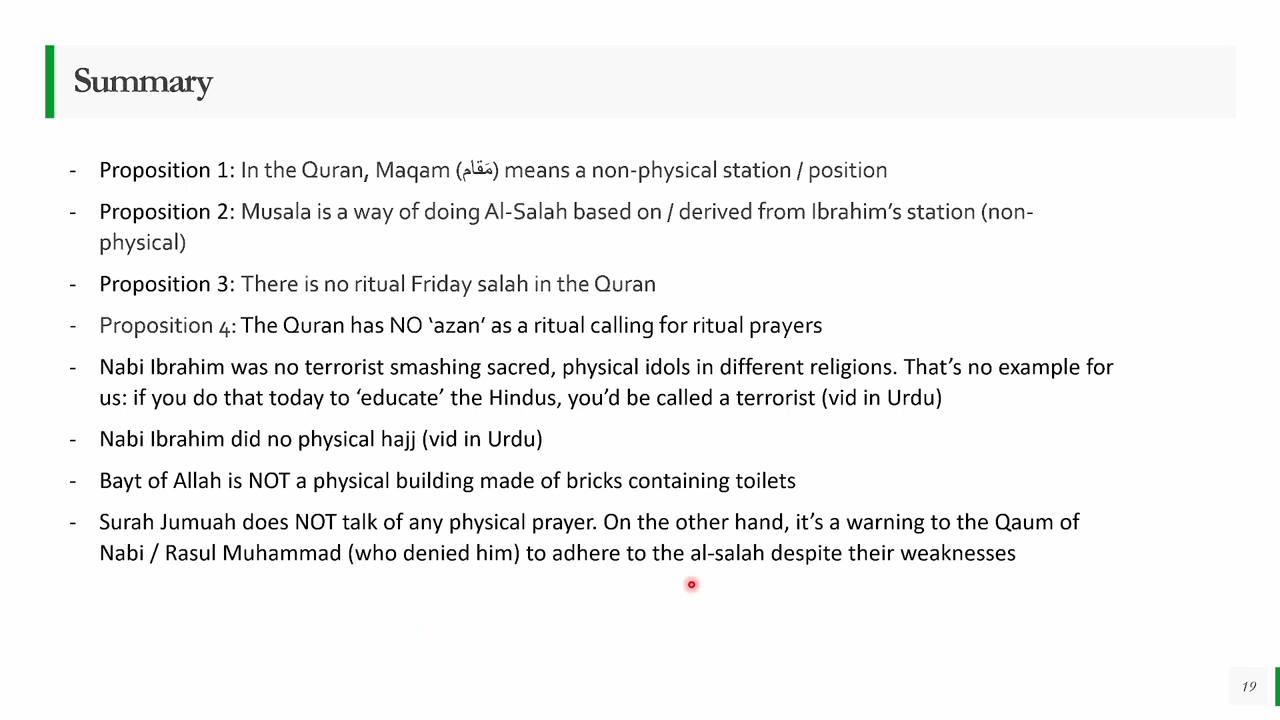 Summary
- Proposition 1: In the Quran, Maqam (مَقَام) means a non-physical station / position
- Proposition 2: Musala is a way of doing Al-Salah based on / derived from Ibrahim's station (non-
physical)
- Proposition 3: There is no ritual Friday salah in the Quran
- Proposition 4: The Quran has NO 'azan' as a ritual calling for ritual prayers
- Nabi Ibrahim was no terrorist smashing sacred, physical idols in different religions. That's no example for
us: if you do that today to 'educate' the Hindus, you'd be called a terrorist (vid in Urdu)
- Nabi Ibrahim did no physical hajj (vid in Urdu)
- Bayt of Allah is NOT a physical building made of bricks containing toilets
- Surah Jumuah does NOT talk of any physical prayer. On the other hand, it's a warning to the Qaum of
Nabi / Rasul Muhammad (who denied him) to adhere to the al-salah despite their weaknesses
19